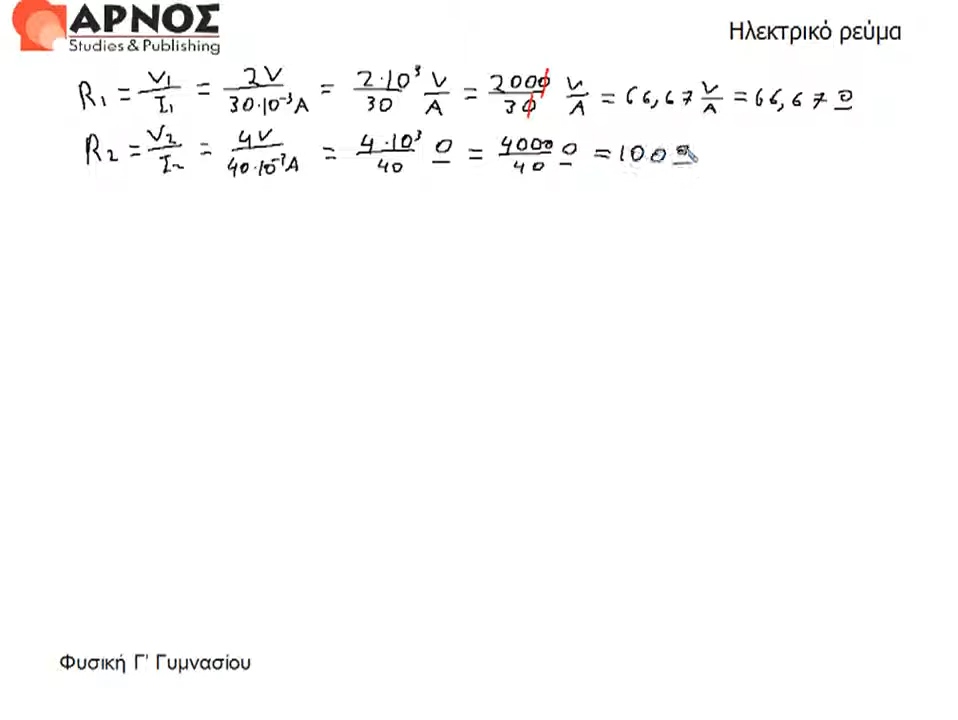 ΑΡΝΟΣ
Studies & Publishing
Ηλεκτρικό ρεύμα
R₁ = V₁/I₁ = 2V/30·10⁻³A = 2·10³/30 V/A = 2000/30 V/A = 66,67 V/A = 66,67 Ω
R₂ = V₂/I₂ = 4V/40·10⁻³A = 4·10³/40 Ω = 4000/40 Ω = 100 Ω
Φυσική Γ' Γυμνασίου